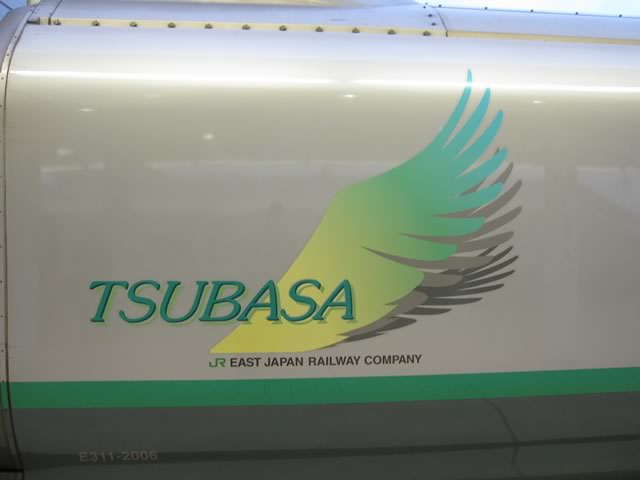 TSUBASA
JR EAST JAPAN RAILWAY COMPANY
E311-2006